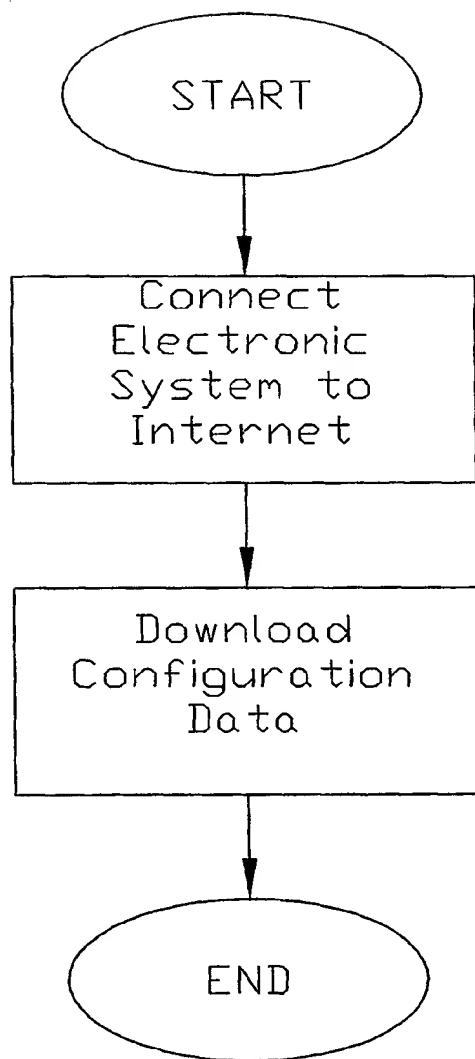 START
Connect
Electronic
System to
Internet
Download
Configuration
Data
END